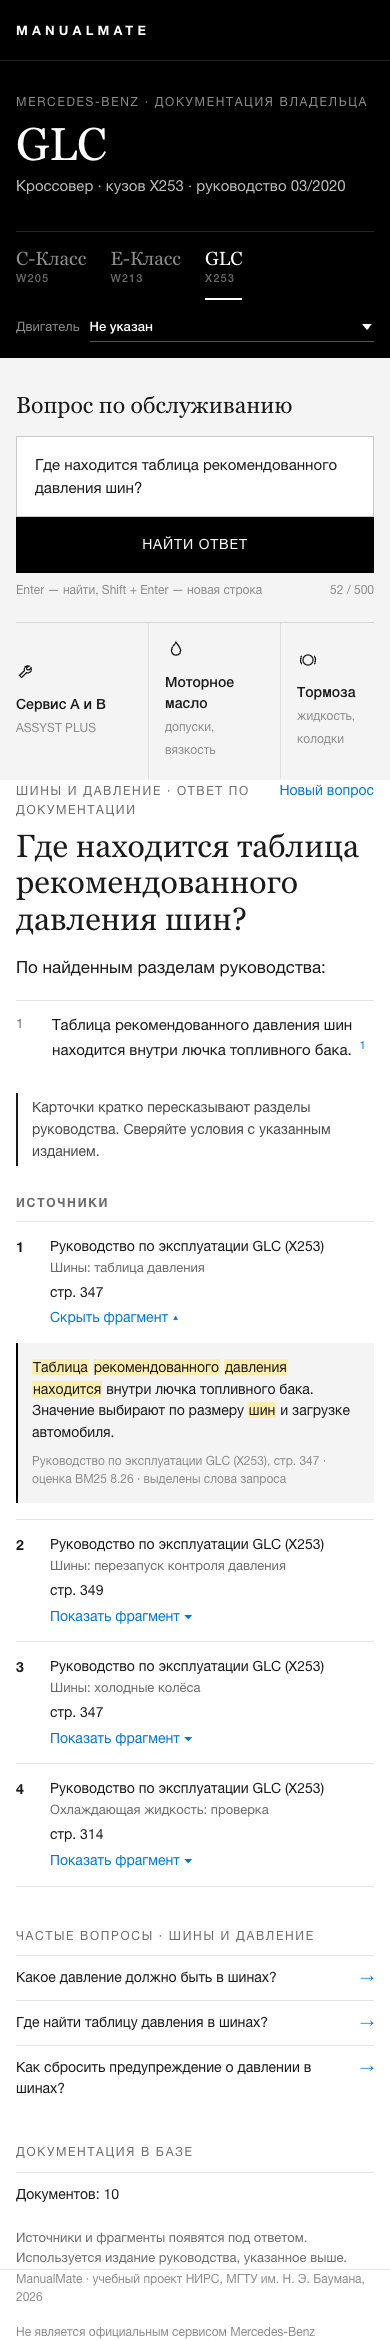 MANUALMATE
MERCEDES-BENZ · ДОКУМЕНТАЦИЯ ВЛАДЕЛЬЦА
GLC
Кроссовер · кузов X253 · руководство 03/2020
C-Класс E-Класс GLC
W205 W213 X253
Двигатель Не указан
Вопрос по обслуживанию
Где находится таблица рекомендованного
давления шин?
НАЙТИ ОТВЕТ
Enter — найти, Shift + Enter — новая строка 52 / 500
Сервис A и B
ASSYST PLUS
Моторное
масло
допуски,
вязкость
Тормоза
жидкость,
колодки
ШИНЫ И ДАВЛЕНИЕ · ОТВЕТ ПО
ДОКУМЕНТАЦИИ
Новый вопрос
Где находится таблица
рекомендованного
давления шин?
По найденным разделам руководства:
1 Таблица рекомендованного давления шин
находится внутри лючка топливного бака. 1
Карточки кратко пересказывают разделы
руководства. Сверяйте условия с указанным
изданием.
ИСТОЧНИКИ
1 Руководство по эксплуатации GLC (X253)
Шины: таблица давления
стр. 347
Скрыть фрагмент ▴
Таблица рекомендованного давления
находится внутри лючка топливного бака.
Значение выбирают по размеру шин и загрузке
автомобиля.
Руководство по эксплуатации GLC (X253), стр. 347 ·
оценка BM25 8.26 · выделены слова запроса
2 Руководство по эксплуатации GLC (X253)
Шины: перезапуск контроля давления
стр. 349
Показать фрагмент ▾
3 Руководство по эксплуатации GLC (X253)
Шины: холодные колёса
стр. 347
Показать фрагмент ▾
4 Руководство по эксплуатации GLC (X253)
Охлаждающая жидкость: проверка
стр. 314
Показать фрагмент ▾
ЧАСТЫЕ ВОПРОСЫ · ШИНЫ И ДАВЛЕНИЕ
Какое давление должно быть в шинах? →
Где найти таблицу давления в шинах? →
Как сбросить предупреждение о давлении в →
шинах?
ДОКУМЕНТАЦИЯ В БАЗЕ
Документов: 10
Источники и фрагменты появятся под ответом.
Используется издание руководства, указанное выше.
ManualMate · учебный проект НИРС, МГТУ им. Н. Э. Баумана,
2026
Не является официальным сервисом Mercedes-Benz